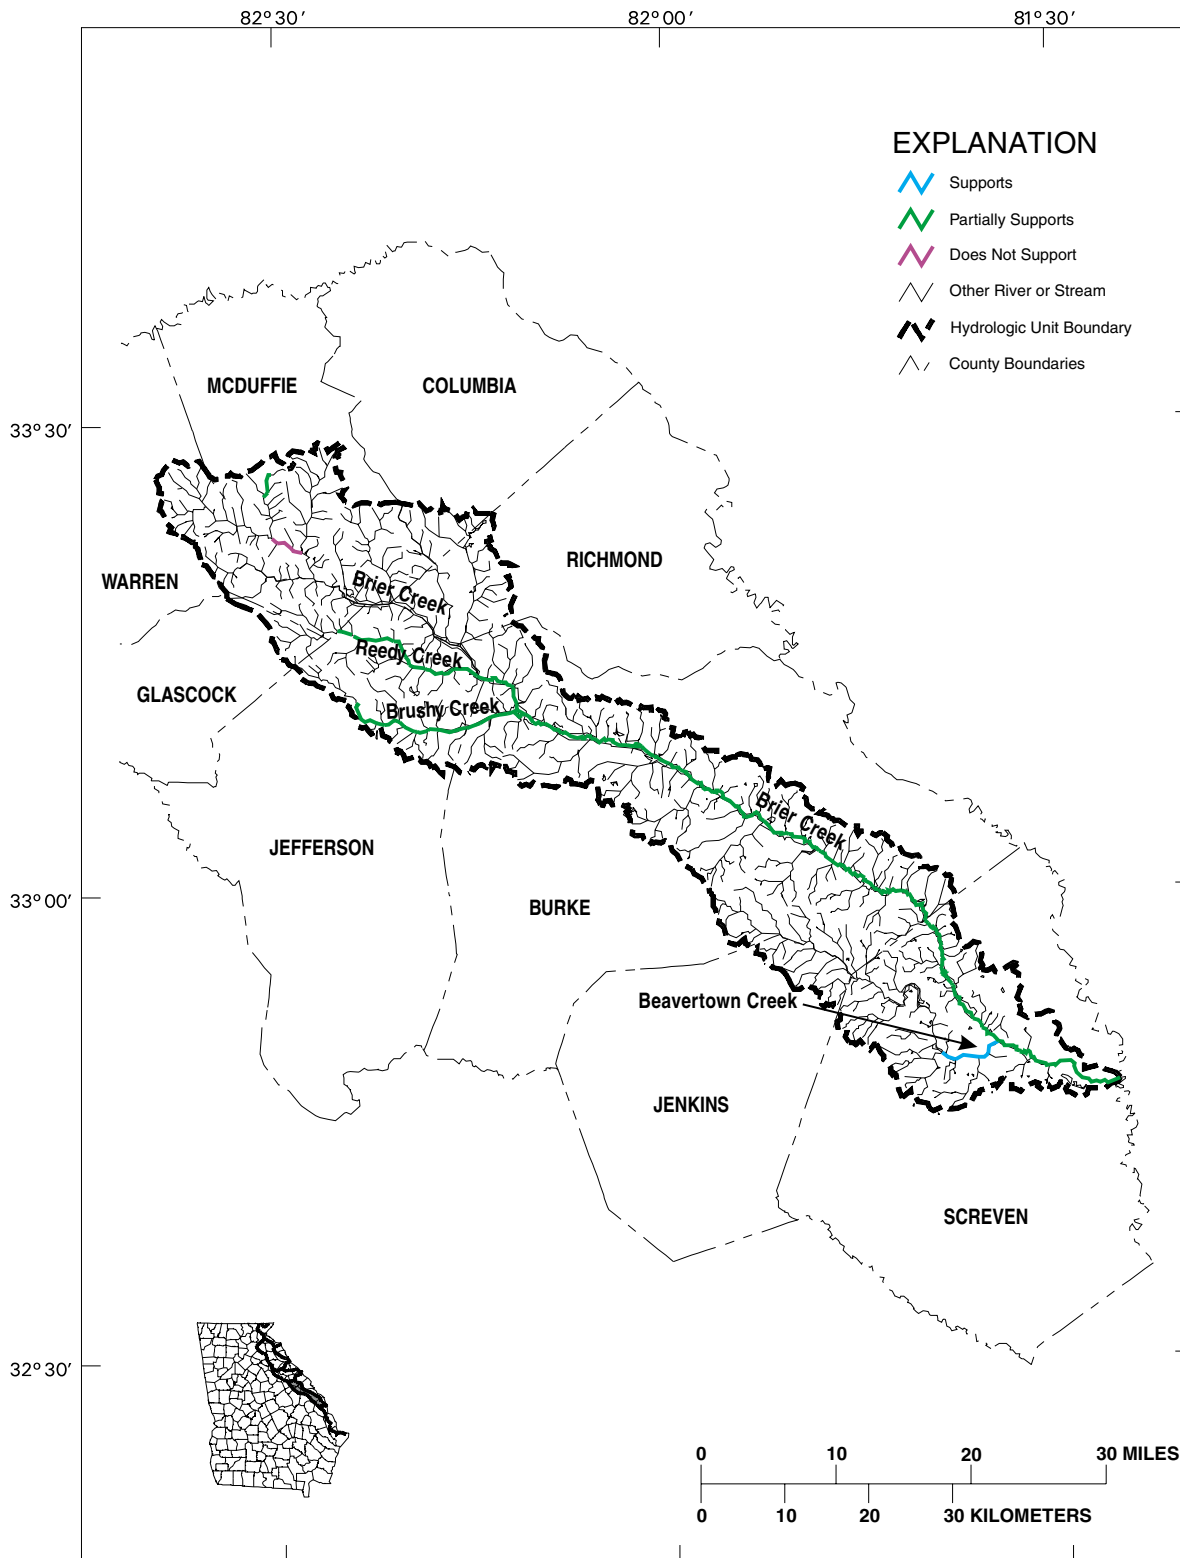 82°30′
82°00′
81°30′
EXPLANATION
Supports
Partially Supports
Does Not Support
Other River or Stream
Hydrologic Unit Boundary
County Boundaries
MCDUFFIE
COLUMBIA
33°30′
RICHMOND
WARREN
Brier Creek
Reedy Creek
GLASCOCK
Brushy Creek
Brier Creek
JEFFERSON
33°00′
BURKE
Beavertown Creek
JENKINS
SCREVEN
32°30′
0 10 20 30 MILES
0 10 20 30 KILOMETERS